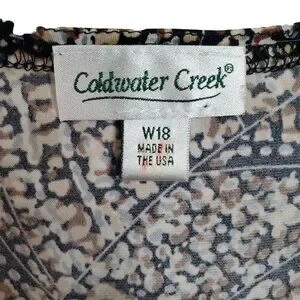 Coldwater Creek®
W18
MADE IN
THE USA